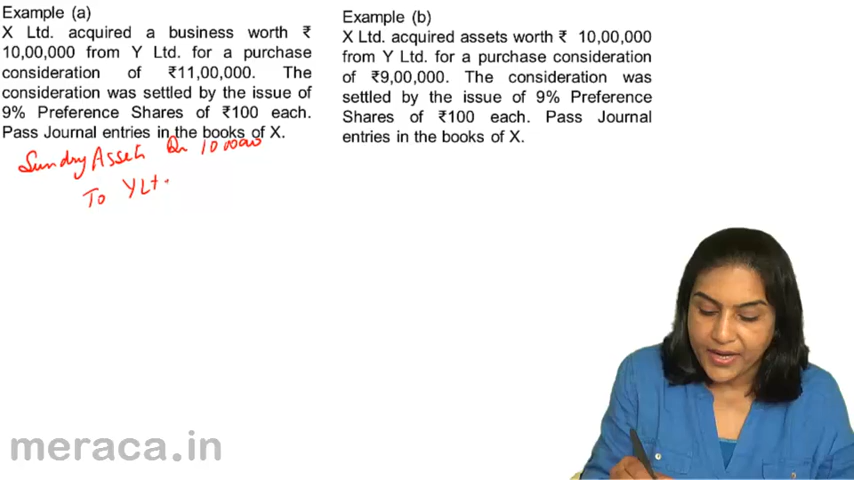 Example (a)
X Ltd. acquired a business worth ₹
10,00,000 from Y Ltd. for a purchase
consideration of ₹11,00,000. The
consideration was settled by the issue of
9% Preference Shares of ₹100 each.
Pass Journal entries in the books of X.
Sundry Assets Dr 1000000
To Y Lt.
Example (b)
X Ltd. acquired assets worth ₹ 10,00,000
from Y Ltd. for a purchase consideration
of ₹9,00,000. The consideration was
settled by the issue of 9% Preference
Shares of ₹100 each. Pass Journal
entries in the books of X.
meraca.in